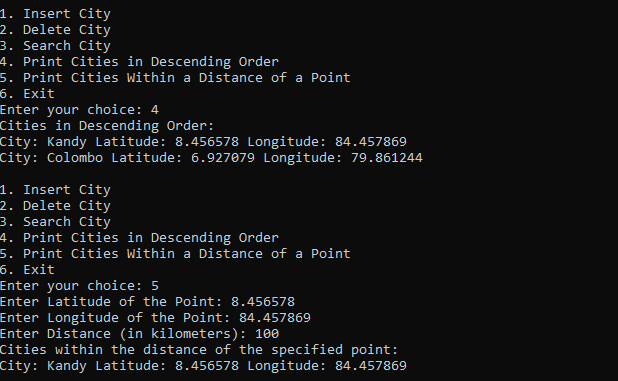 1. Insert City
2. Delete City
3. Search City
4. Print Cities in Descending Order
5. Print Cities Within a Distance of a Point
6. Exit
Enter your choice: 4
Cities in Descending Order:
City: Kandy Latitude: 8.456578 Longitude: 84.457869
City: Colombo Latitude: 6.927079 Longitude: 79.861244
1. Insert City
2. Delete City
3. Search City
4. Print Cities in Descending Order
5. Print Cities Within a Distance of a Point
6. Exit
Enter your choice: 5
Enter Latitude of the Point: 8.456578
Enter Longitude of the Point: 84.457869
Enter Distance (in kilometers): 100
Cities within the distance of the specified point:
City: Kandy Latitude: 8.456578 Longitude: 84.457869